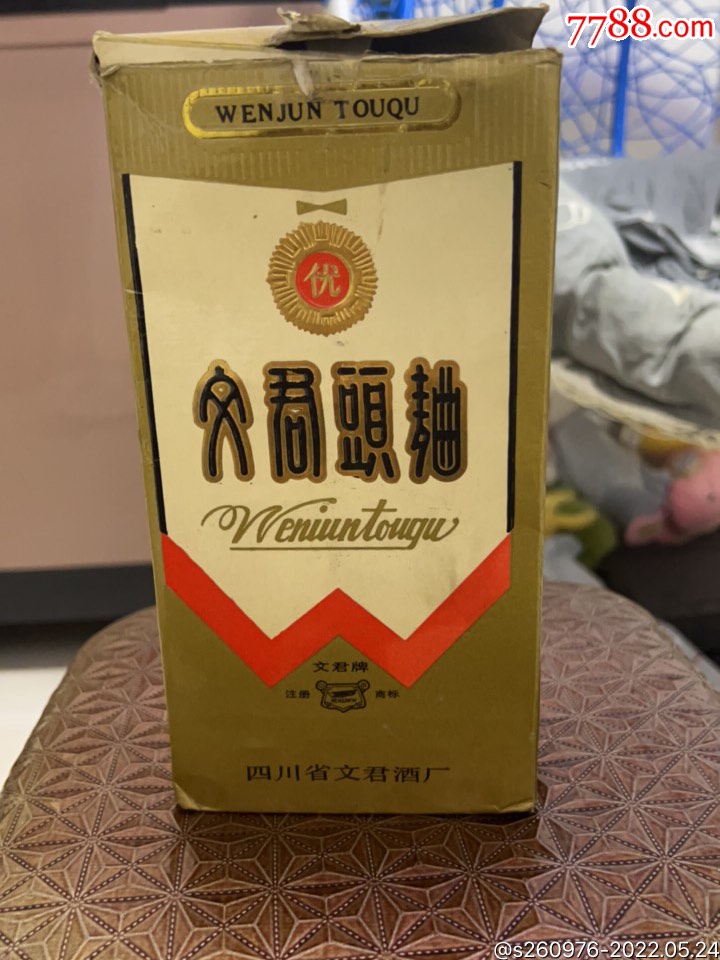 7788.com
WENJUN TOUQU
优
文君頭麯
Weniuntouqu
文君牌
注册 商标
四川省文君酒厂
@s260976-2022.05.24